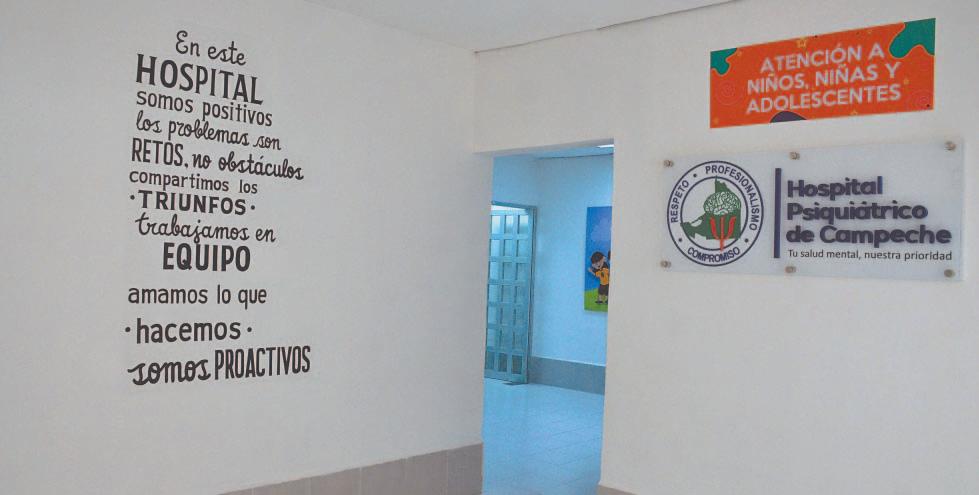 En este
HOSPITAL
somos positivos
los problemas son
RETOS, no obstáculos
compartimos los
·TRIUNFOS·
trabajamos en
EQUIPO
amamos lo que
·hacemos·
somos PROACTIVOS
ATENCIÓN A
NIÑOS, NIÑAS Y
ADOLESCENTES
RESPETO · PROFESIONALISMO
· COMPROMISO ·
Hospital
Psiquiátrico
de Campeche
Tu salud mental, nuestra prioridad